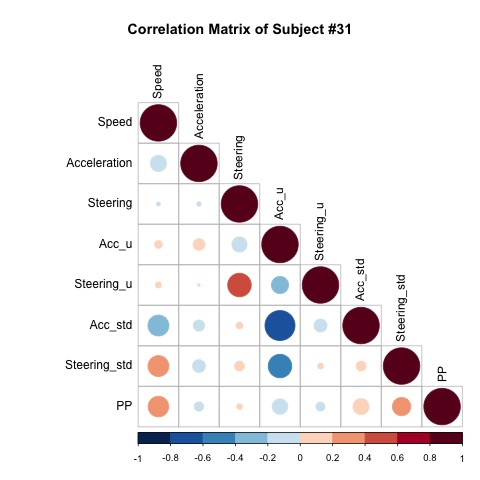 Correlation Matrix of Subject #31
Speed
Acceleration
Steering
Acc_u
Steering_u
Acc_std
Steering_std
PP
Speed
Acceleration
Steering
Acc_u
Steering_u
Acc_std
Steering_std
PP
-1 -0.8 -0.6 -0.4 -0.2 0 0.2 0.4 0.6 0.8 1